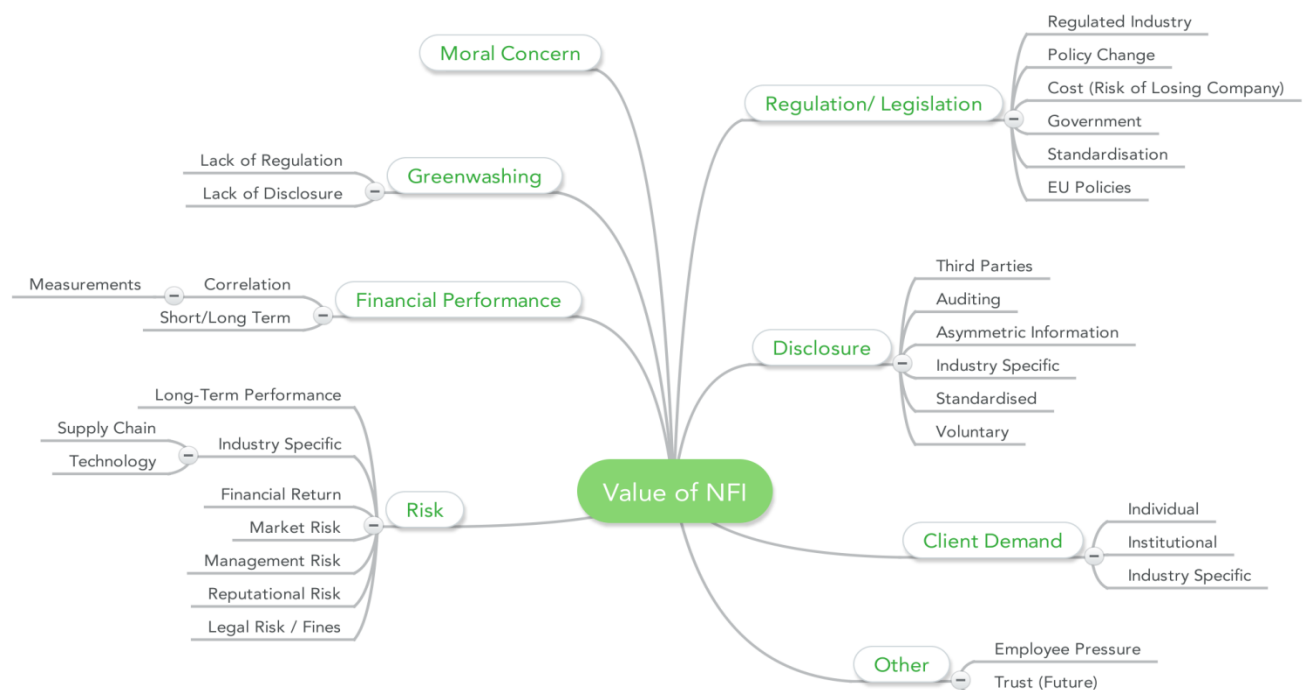 Value of NFI
Moral Concern
Greenwashing
Lack of Regulation
Lack of Disclosure
Financial Performance
Correlation
Measurements
Short/Long Term
Risk
Long-Term Performance
Industry Specific
Supply Chain
Technology
Financial Return
Market Risk
Management Risk
Reputational Risk
Legal Risk / Fines
Regulation/ Legislation
Regulated Industry
Policy Change
Cost (Risk of Losing Company)
Government
Standardisation
EU Policies
Disclosure
Third Parties
Auditing
Asymmetric Information
Industry Specific
Standardised
Voluntary
Client Demand
Individual
Institutional
Industry Specific
Other
Employee Pressure
Trust (Future)